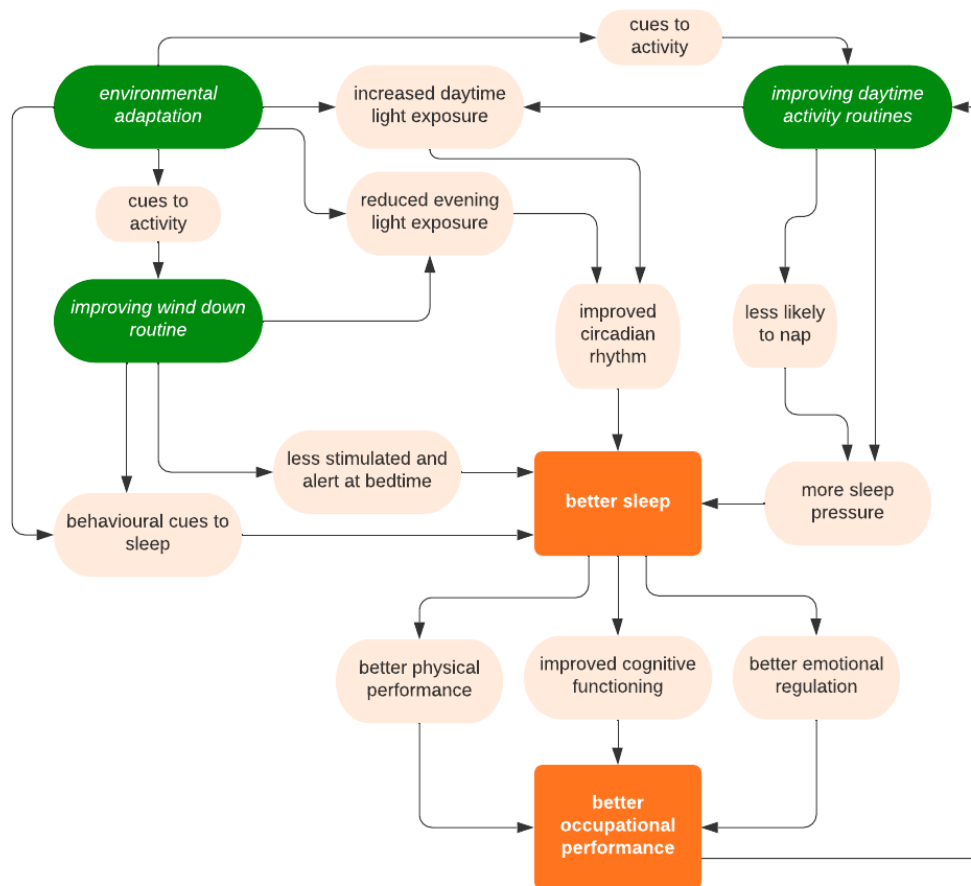 cues to
activity
environmental
adaptation
increased daytime
light exposure
improving daytime
activity routines
cues to
activity
reduced evening
light exposure
improving wind down
routine
improved
circadian
rhythm
less likely
to nap
less stimulated and
alert at bedtime
better sleep
more sleep
pressure
behavioural cues to
sleep
better physical
performance
improved cognitive
functioning
better emotional
regulation
better
occupational
performance